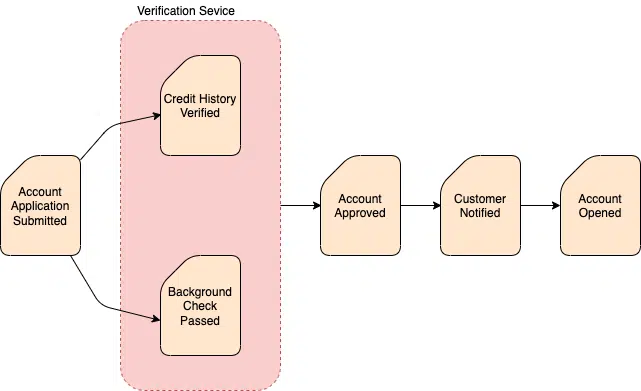 Verification Sevice
Credit History
Verified
Account
Application
Submitted
Account
Approved
Customer
Notified
Account
Opened
Background
Check
Passed